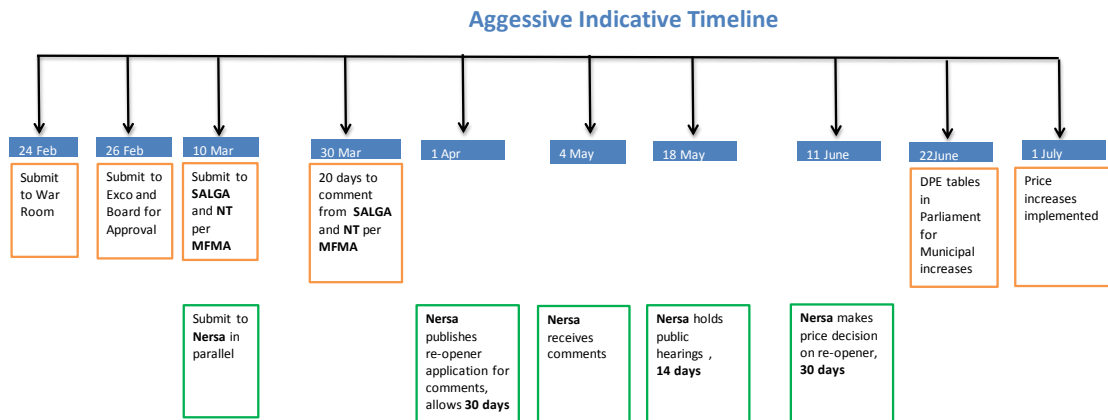 Aggessive Indicative Timeline
24 Feb
26 Feb
10 Mar
30 Mar
1 Apr
4 May
18 May
11 June
22June
1 July
Submit
to War
Room
Submit to
Exco and
Board for
Approval
Submit to
SALGA
and NT
per
MFMA
20 days to
comment
from SALGA
and NT per
MFMA
DPE tables
in
Parliament
for
Municipal
increases
Price
increases
implemented
Submit to
Nersa in
parallel
Nersa
publishes
re-opener
application for
comments,
allows 30 days
Nersa
receives
comments
Nersa holds
public
hearings ,
14 days
Nersa makes
price decision
on re-opener,
30 days